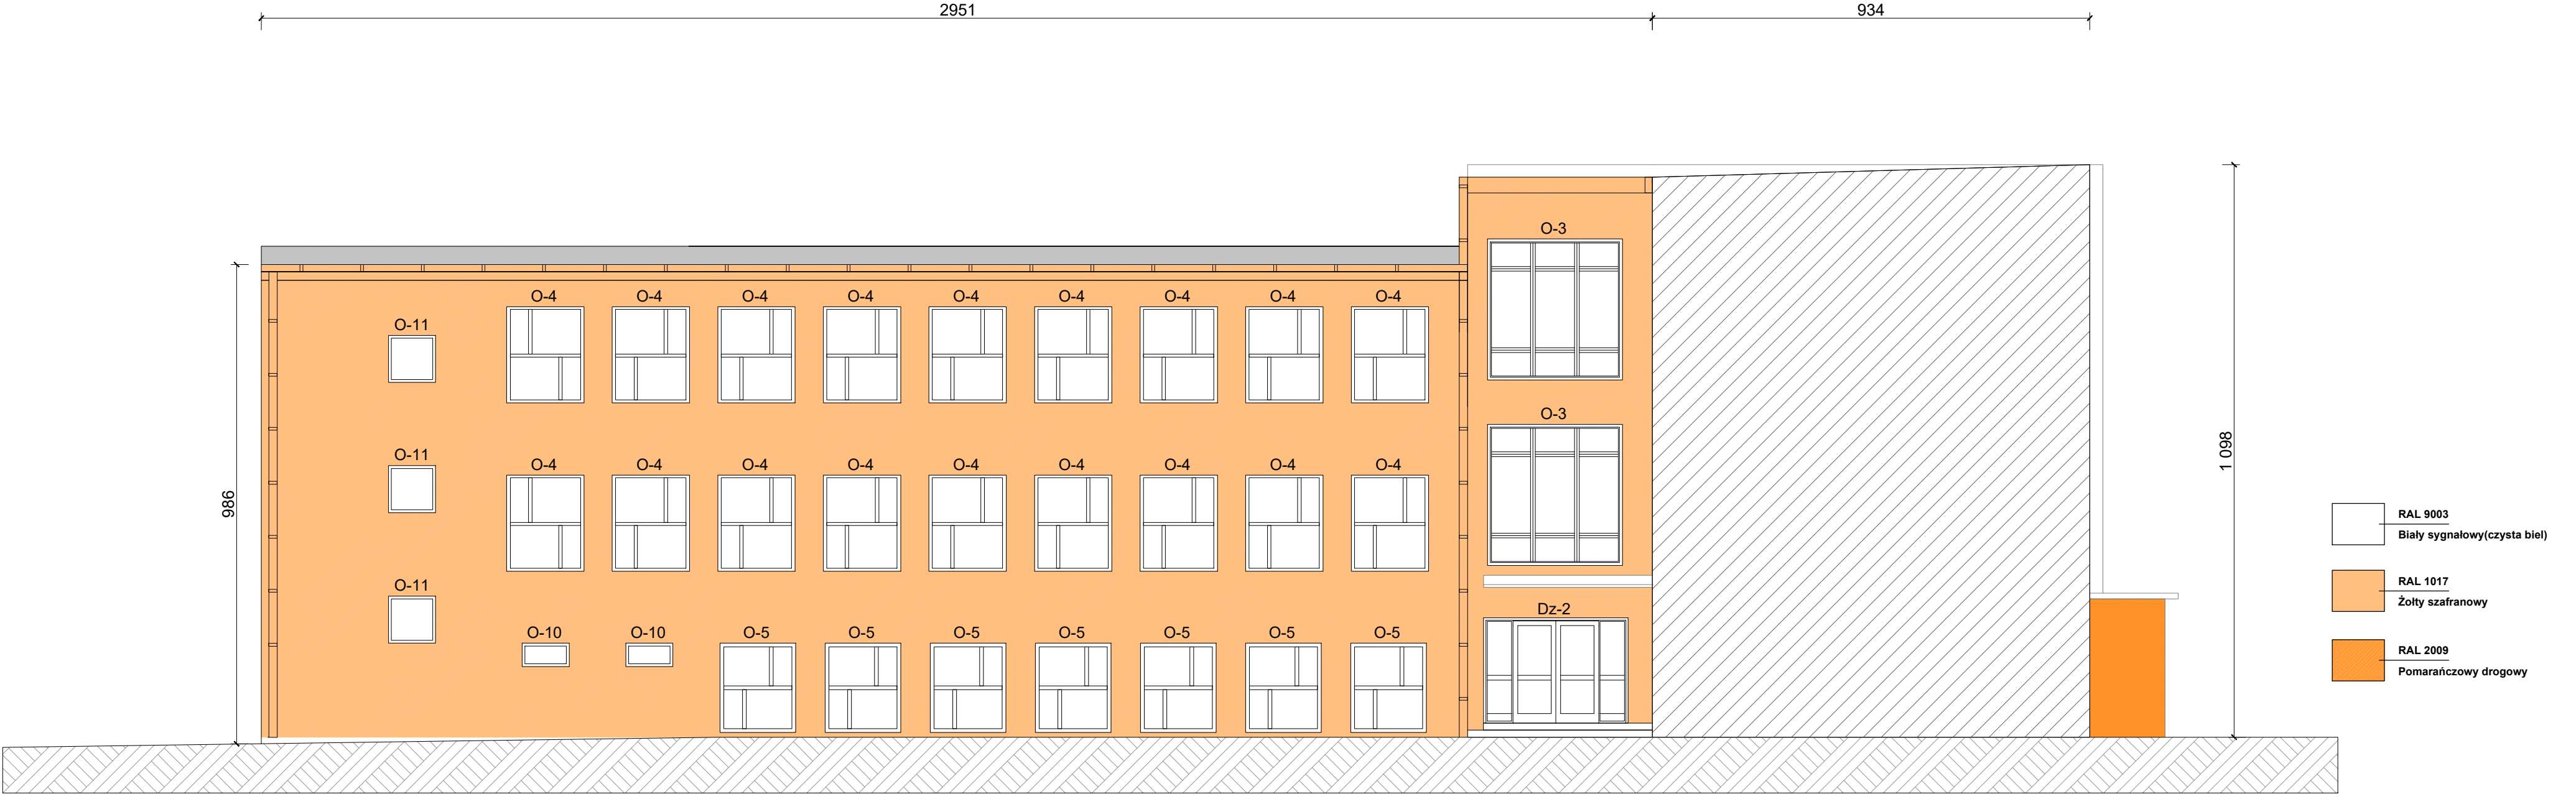 2951
934
O-3
O-4 O-4 O-4 O-4 O-4 O-4 O-4 O-4 O-4
O-11
O-3
1 098
O-11
O-4 O-4 O-4 O-4 O-4 O-4 O-4 O-4 O-4
986
RAL 9003
Biały sygnałowy(czysta biel)
RAL 1017
Żołty szafranowy
O-11
Dz-2
O-10 O-10 O-5 O-5 O-5 O-5 O-5 O-5 O-5
RAL 2009
Pomarańczowy drogowy